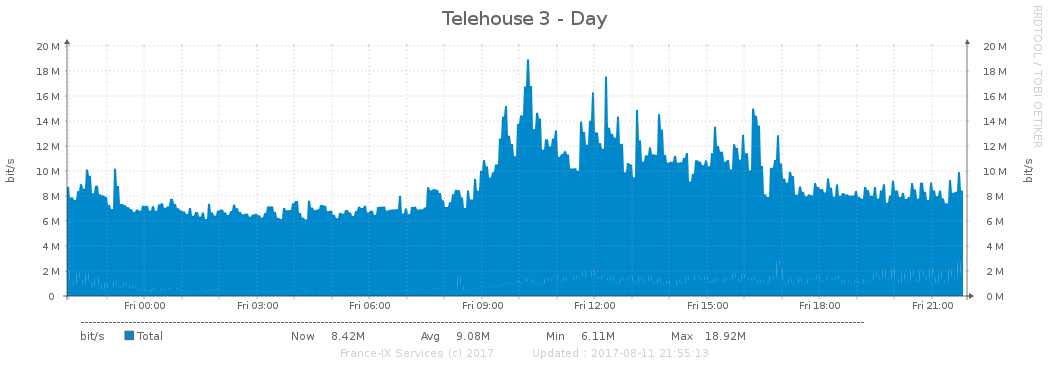 Telehouse 3 - Day
RRDTOOL / TOBI OETIKER
bit/s
20 M 20 M
18 M 18 M
16 M 16 M
14 M 14 M
12 M 12 M
10 M 10 M
8 M 8 M
6 M 6 M
4 M 4 M
2 M 2 M
0 0 M
bit/s
Fri 00:00 Fri 03:00 Fri 06:00 Fri 09:00 Fri 12:00 Fri 15:00 Fri 18:00 Fri 21:00
bit/s Total Now 8.42M Avg 9.08M Min 6.11M Max 18.92M
France-IX Services (c) 2017 Updated : 2017-08-11 21:55:13